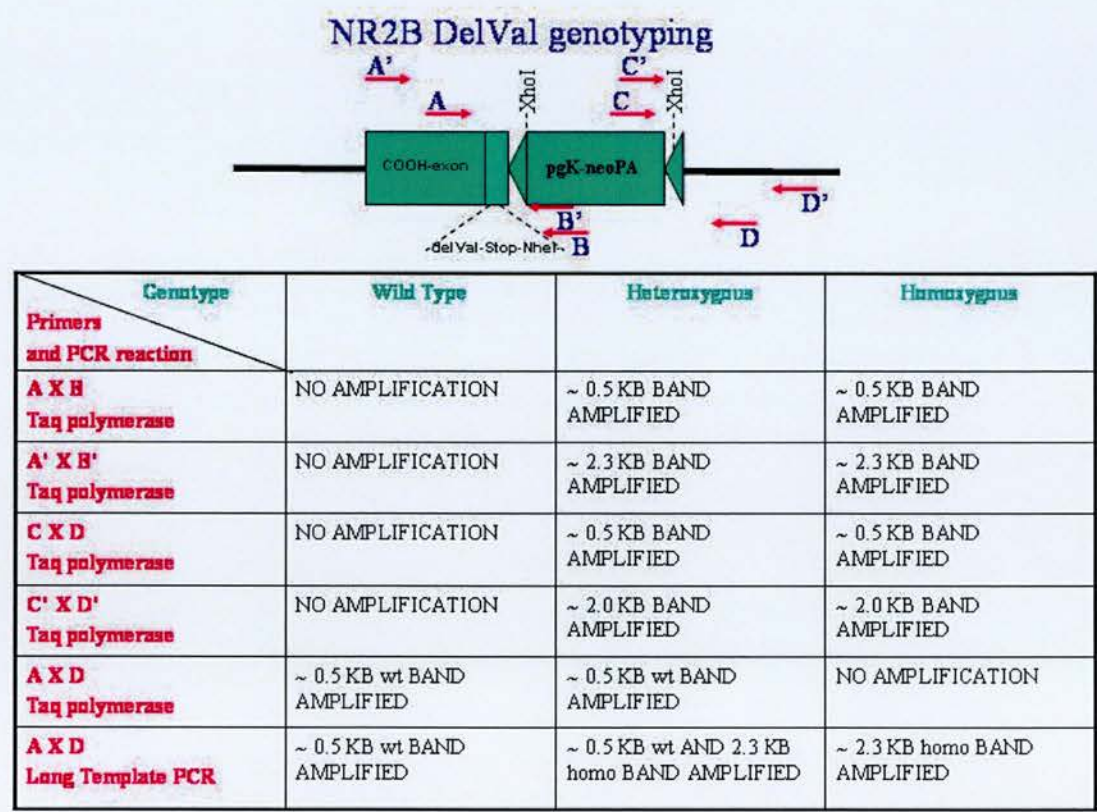 NR2B DelVal genotyping
A'
C'
A
XhoI
C
XhoI
COOH-exon
pgK-neoPA
B'
D'
delVal-Stop-NheI
B
D
Genotype
Primers
and PCR reaction
Wild Type
Heterozygous
Homozygous
A X B
Taq polymerase
NO AMPLIFICATION
~ 0.5 KB BAND
AMPLIFIED
~ 0.5 KB BAND
AMPLIFIED
A' X B'
Taq polymerase
NO AMPLIFICATION
~ 2.3 KB BAND
AMPLIFIED
~ 2.3 KB BAND
AMPLIFIED
C X D
Taq polymerase
NO AMPLIFICATION
~ 0.5 KB BAND
AMPLIFIED
~ 0.5 KB BAND
AMPLIFIED
C' X D'
Taq polymerase
NO AMPLIFICATION
~ 2.0 KB BAND
AMPLIFIED
~ 2.0 KB BAND
AMPLIFIED
A X D
Taq polymerase
~ 0.5 KB wt BAND
AMPLIFIED
~ 0.5 KB wt BAND
AMPLIFIED
NO AMPLIFICATION
A X D
Long Template PCR
~ 0.5 KB wt BAND
AMPLIFIED
~ 0.5 KB wt AND 2.3 KB
homo BAND AMPLIFIED
~ 2.3 KB homo BAND
AMPLIFIED